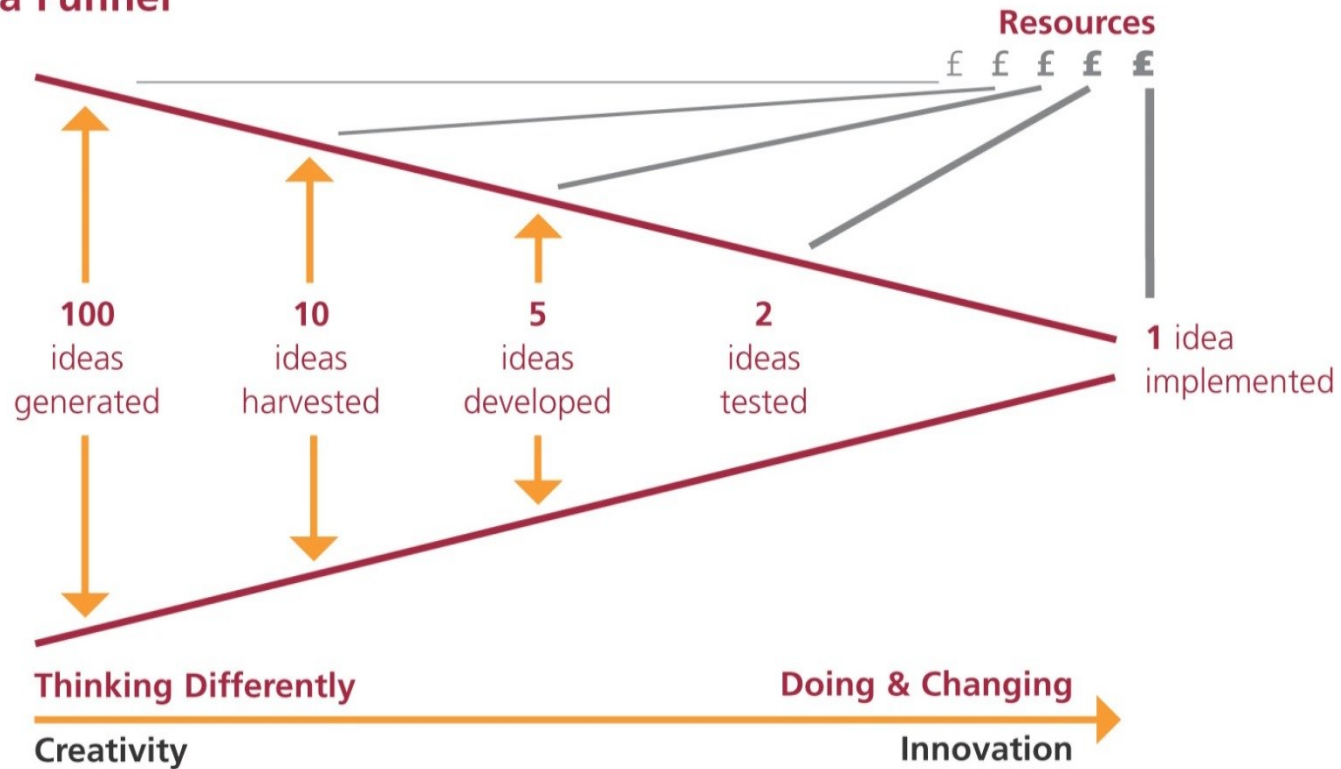 Resources
£ £ £ £ £
100
ideas
generated
10
ideas
harvested
5
ideas
developed
2
ideas
tested
1 idea
implemented
Thinking Differently
Doing & Changing
Creativity
Innovation